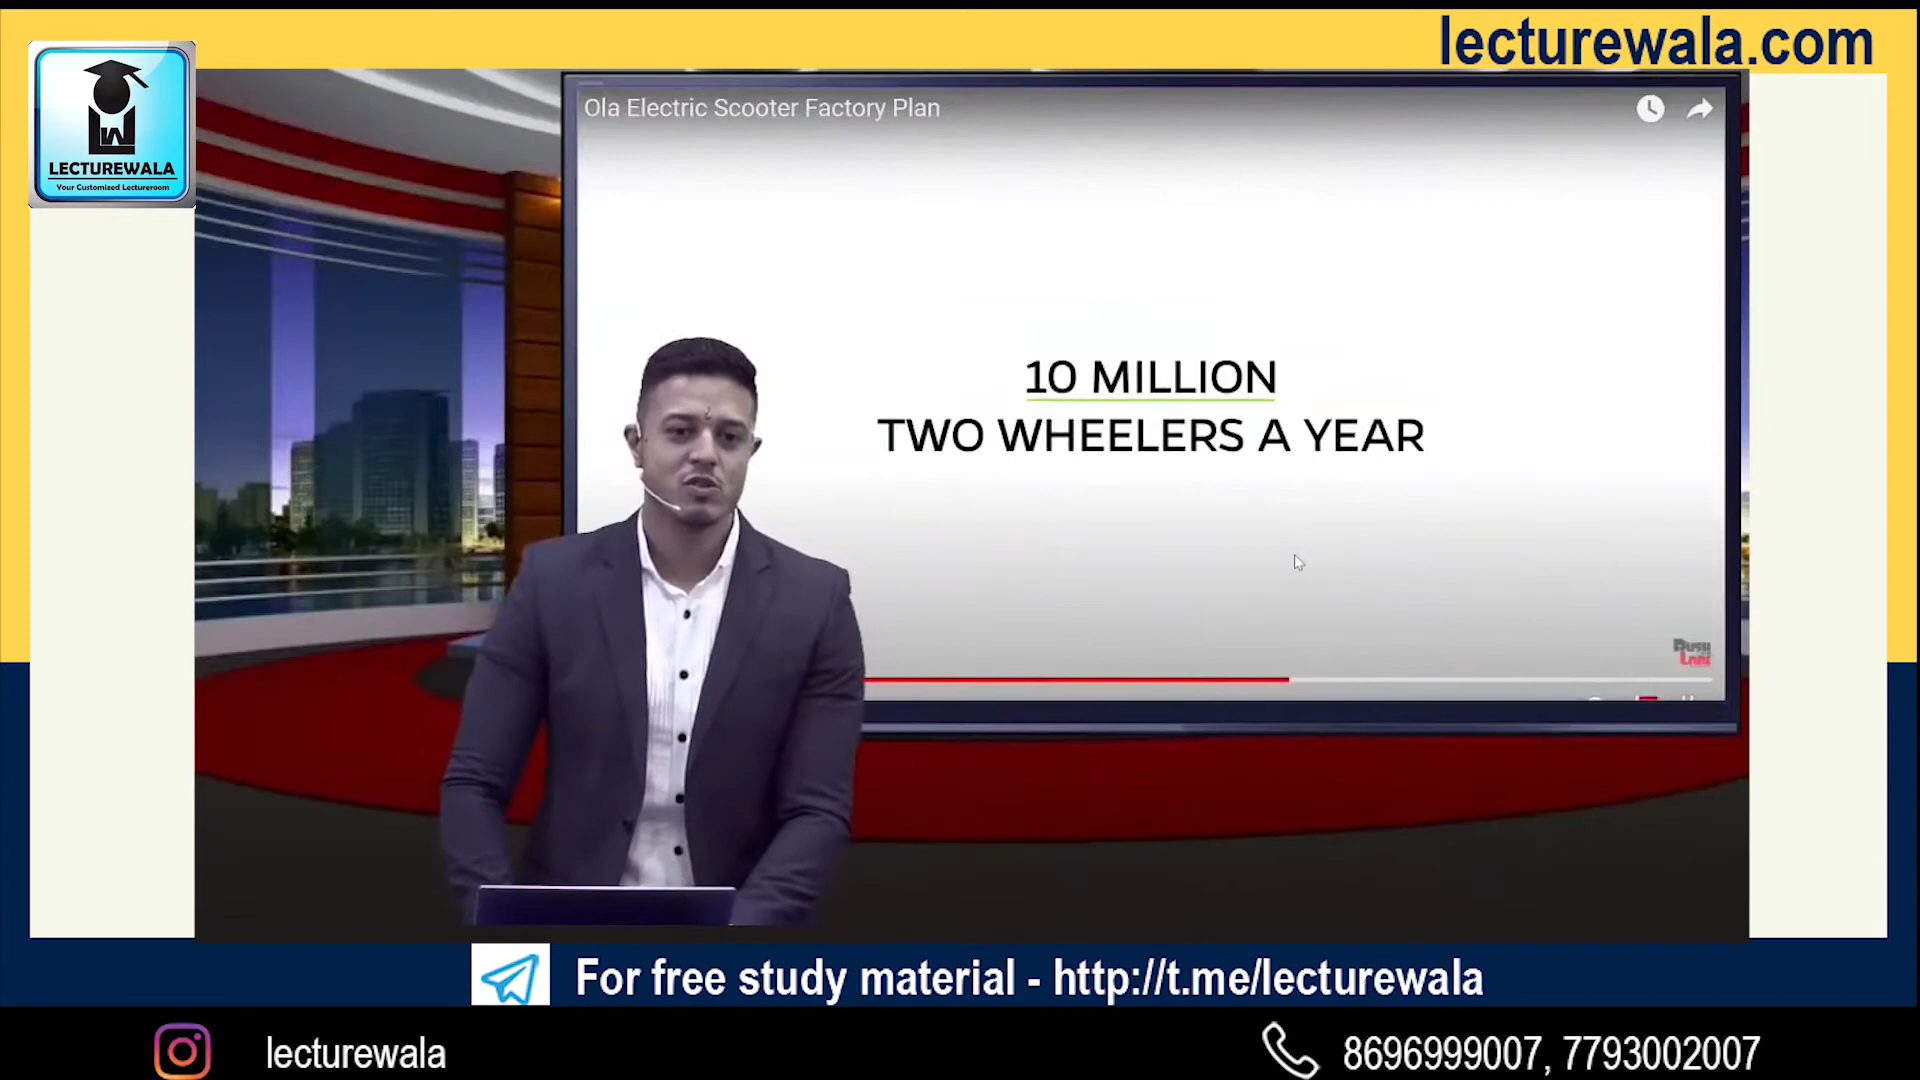 lecturewala.com
LW
LECTUREWALA
Your Customized Lectureroom
Ola Electric Scooter Factory Plan
10 MILLION
TWO WHEELERS A YEAR
For free study material - http://t.me/lecturewala
lecturewala
8696999007, 7793002007